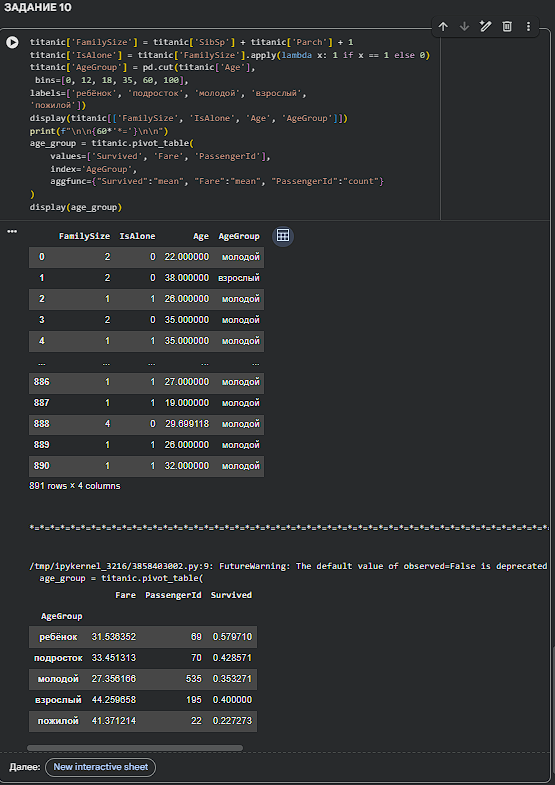 ЗАДАНИЕ 10
titanic['FamilySize'] = titanic['SibSp'] + titanic['Parch'] + 1
titanic['IsAlone'] = titanic['FamilySize'].apply(lambda x: 1 if x == 1 else 0)
titanic['AgeGroup'] = pd.cut(titanic['Age'],
bins=[0, 12, 18, 35, 60, 100],
labels=['ребёнок', 'подросток', 'молодой', 'взрослый',
'пожилой'])
display(titanic[['FamilySize', 'IsAlone', 'Age', 'AgeGroup']])
print(f"\n\n{60*'*='}\n\n")
age_group = titanic.pivot_table(
values=['Survived', 'Fare', 'PassengerId'],
index='AgeGroup',
aggfunc={"Survived":"mean", "Fare":"mean", "PassengerId":"count"}
)
display(age_group)
FamilySize IsAlone Age AgeGroup
0 2 0 22.000000 молодой
1 2 0 38.000000 взрослый
2 1 1 26.000000 молодой
3 2 0 35.000000 молодой
4 1 1 35.000000 молодой
... ... ... ... ...
886 1 1 27.000000 молодой
887 1 1 19.000000 молодой
888 4 0 29.699118 молодой
889 1 1 26.000000 молодой
890 1 1 32.000000 молодой
891 rows × 4 columns
*=*=*=*=*=*=*=*=*=*=*=*=*=*=*=*=*=*=*=*=*=*=*=*=*=*=*=*=*=*=
/tmp/ipykernel_3216/3858403002.py:9: FutureWarning: The default value of observed=False is deprecated
age_group = titanic.pivot_table(
Fare PassengerId Survived
AgeGroup
ребёнок 31.536352 69 0.579710
подросток 33.451313 70 0.428571
молодой 27.356166 535 0.353271
взрослый 44.259658 195 0.400000
пожилой 41.371214 22 0.227273
Далее: New interactive sheet